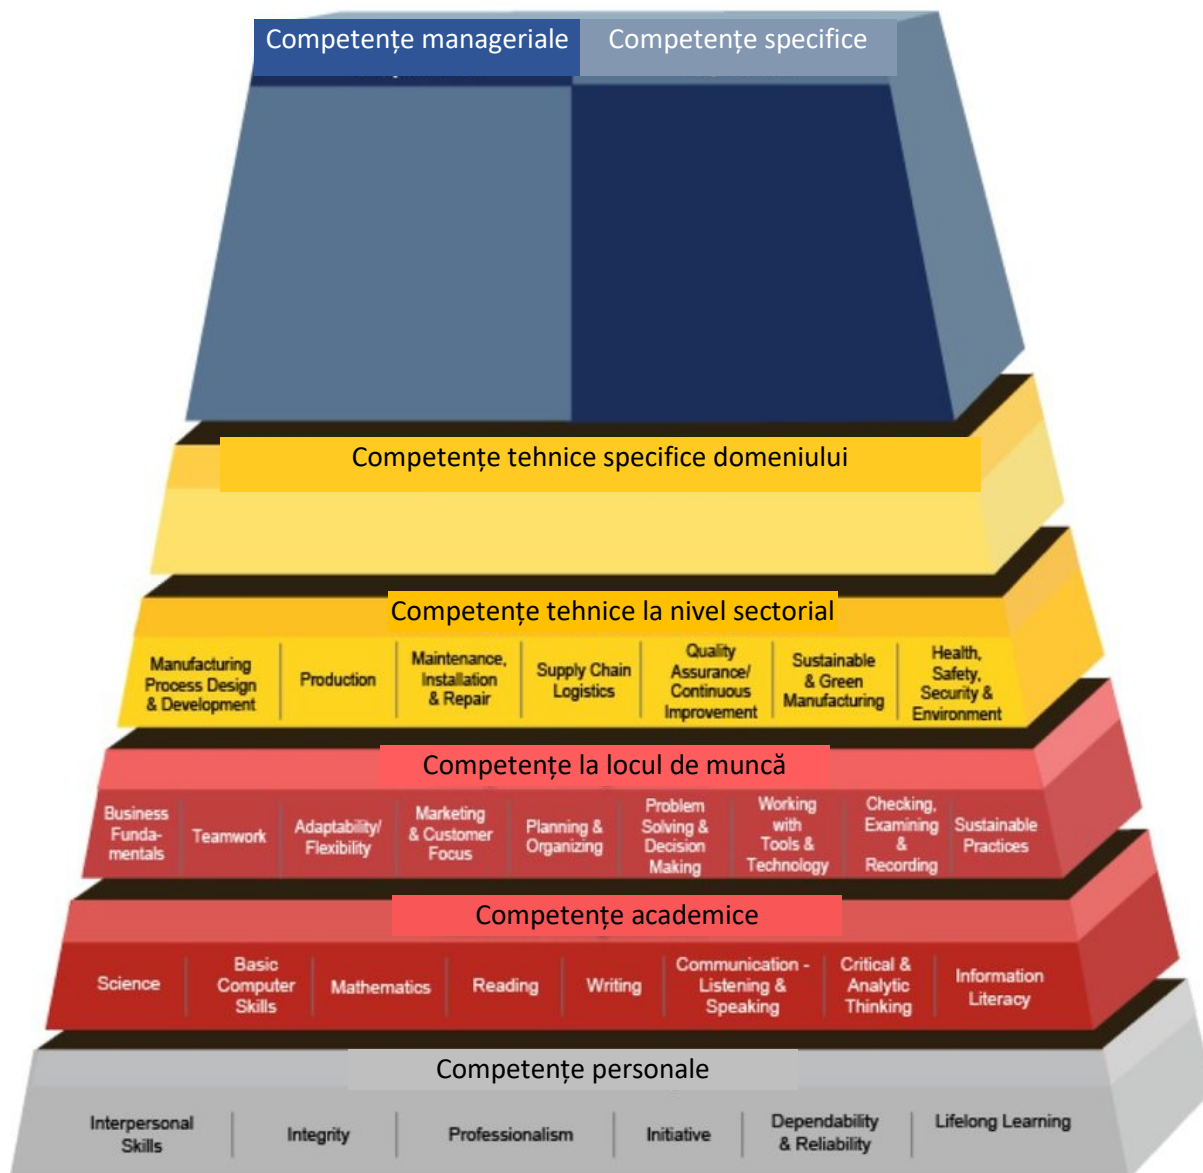 Competențe manageriale
Competențe specifice
Competențe tehnice specifice domeniului
Competențe tehnice la nivel sectorial
Manufacturing
Process Design
& Development
Production
Maintenance,
Installation
& Repair
Supply Chain
Logistics
Quality
Assurance/
Continuous
Improvement
Sustainable
& Green
Manufacturing
Health,
Safety,
Security &
Environment
Competențe la locul de muncă
Business
Funda-
mentals
Teamwork
Adaptability/
Flexibility
Marketing
& Customer
Focus
Planning &
Organizing
Problem
Solving &
Decision
Making
Working
with
Tools &
Technology
Checking,
Examining
&
Recording
Sustainable
Practices
Competențe academice
Science
Basic
Computer
Skills
Mathematics
Reading
Writing
Communication -
Listening &
Speaking
Critical &
Analytic
Thinking
Information
Literacy
Competențe personale
Interpersonal
Skills
Integrity
Professionalism
Initiative
Dependability
& Reliability
Lifelong Learning